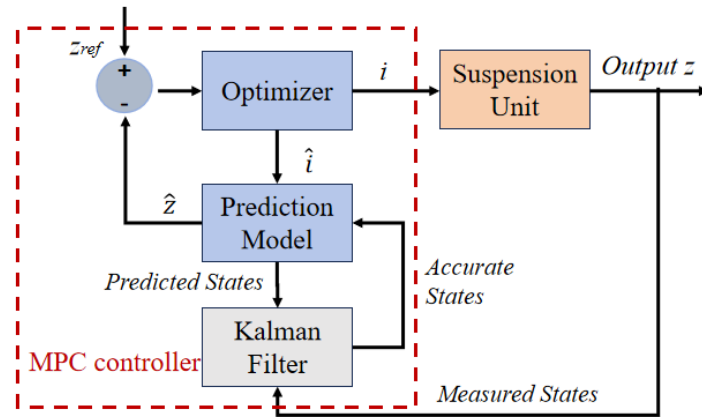 zref
+
-
Optimizer
i
Suspension
Unit
Output z
î
ẑ
Prediction
Model
Predicted States
Accurate
States
Kalman
Filter
MPC controller
Measured States